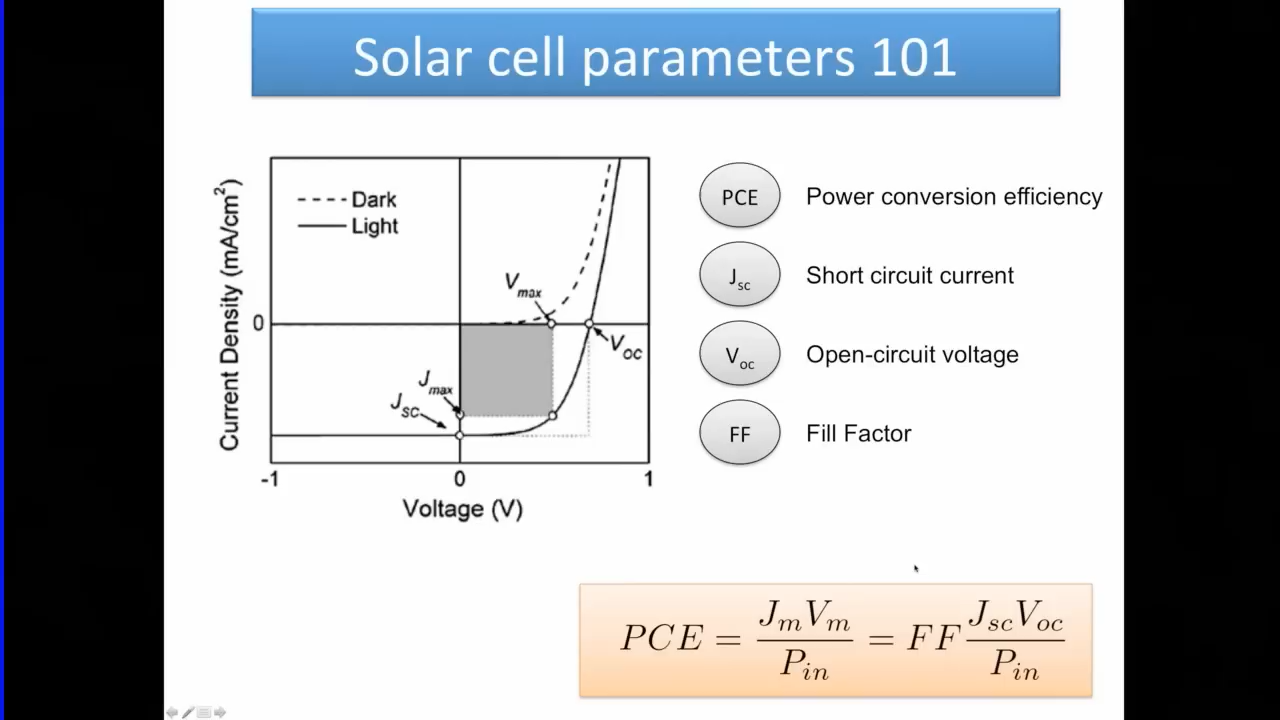 Solar cell parameters 101
Dark
Light
Current Density (mA/cm²)
V_max
0
V_OC
J_max
J_SC
-1
0
1
Voltage (V)
PCE
Power conversion efficiency
J_sc
Short circuit current
V_oc
Open-circuit voltage
FF
Fill Factor
PCE = J_m V_m / P_in = FF J_sc V_oc / P_in